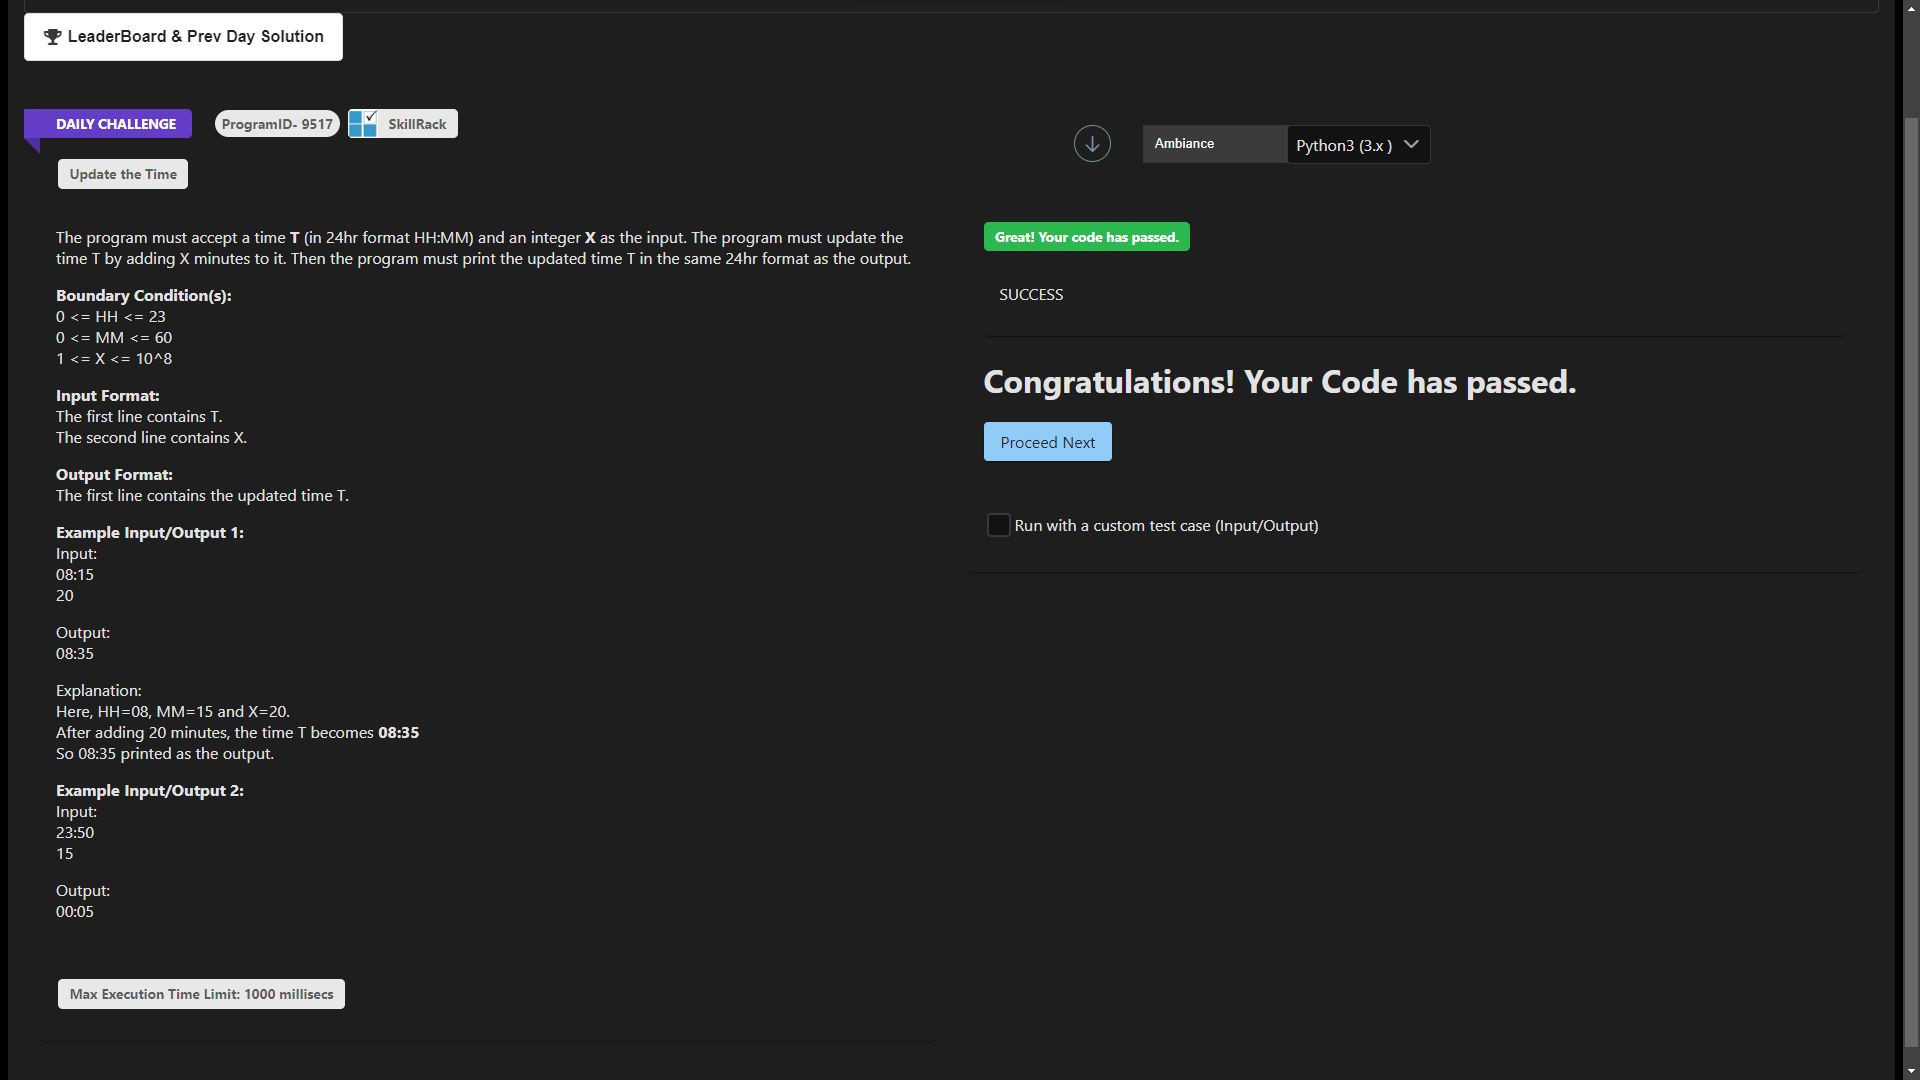 LeaderBoard & Prev Day Solution
DAILY CHALLENGE
ProgramID- 9517
SkillRack
Update the Time
The program must accept a time T (in 24hr format HH:MM) and an integer X as the input. The program must update the
time T by adding X minutes to it. Then the program must print the updated time T in the same 24hr format as the output.
Boundary Condition(s):
0 <= HH <= 23
0 <= MM <= 60
1 <= X <= 10^8
Input Format:
The first line contains T.
The second line contains X.
Output Format:
The first line contains the updated time T.
Example Input/Output 1:
Input:
08:15
20
Output:
08:35
Explanation:
Here, HH=08, MM=15 and X=20.
After adding 20 minutes, the time T becomes 08:35
So 08:35 printed as the output.
Example Input/Output 2:
Input:
23:50
15
Output:
00:05
Max Execution Time Limit: 1000 millisecs
Ambiance
Python3 (3.x )
Great! Your code has passed.
SUCCESS
Congratulations! Your Code has passed.
Proceed Next
Run with a custom test case (Input/Output)